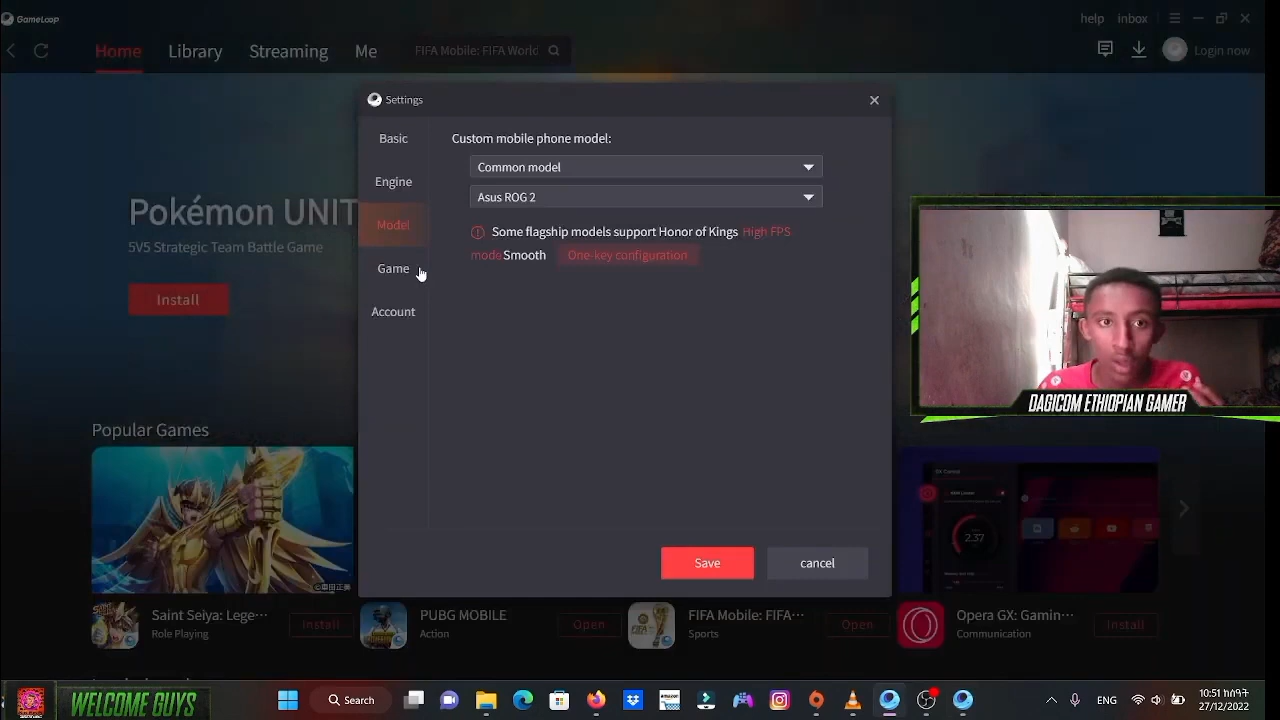 GameLoop
help inbox
Home Library Streaming Me FIFA Mobile: FIFA World Login now
Settings
Basic
Engine
Model
Game
Account
Custom mobile phone model:
Common model
Asus ROG 2
Some flagship models support Honor of Kings High FPS
mode Smooth One-key configuration
Save cancel
Pokémon UNIT
5V5 Strategic Team Battle Game
Install
DAGICOM ETHIOPIAN GAMER
Popular Games
2.37
Saint Seiya: Lege···
Role Playing
Install
PUBG MOBILE
Action
Open
FIFA Mobile: FIFA···
Sports
Open
Opera GX: Gamin···
Communication
Install
WELCOME GUYS
Search
ENG
27/12/2022